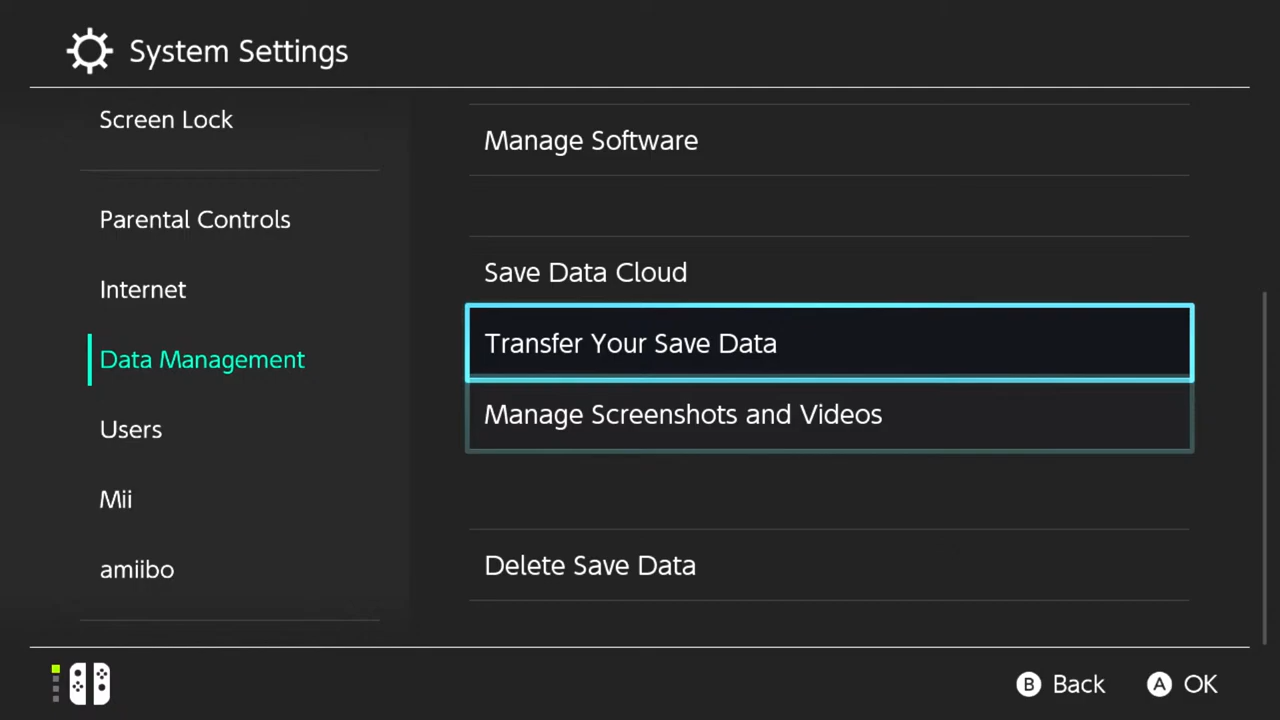 System Settings
Screen Lock
Parental Controls
Internet
Data Management
Users
Mii
amiibo
Manage Software
Save Data Cloud
Transfer Your Save Data
Manage Screenshots and Videos
Delete Save Data
B Back
A OK